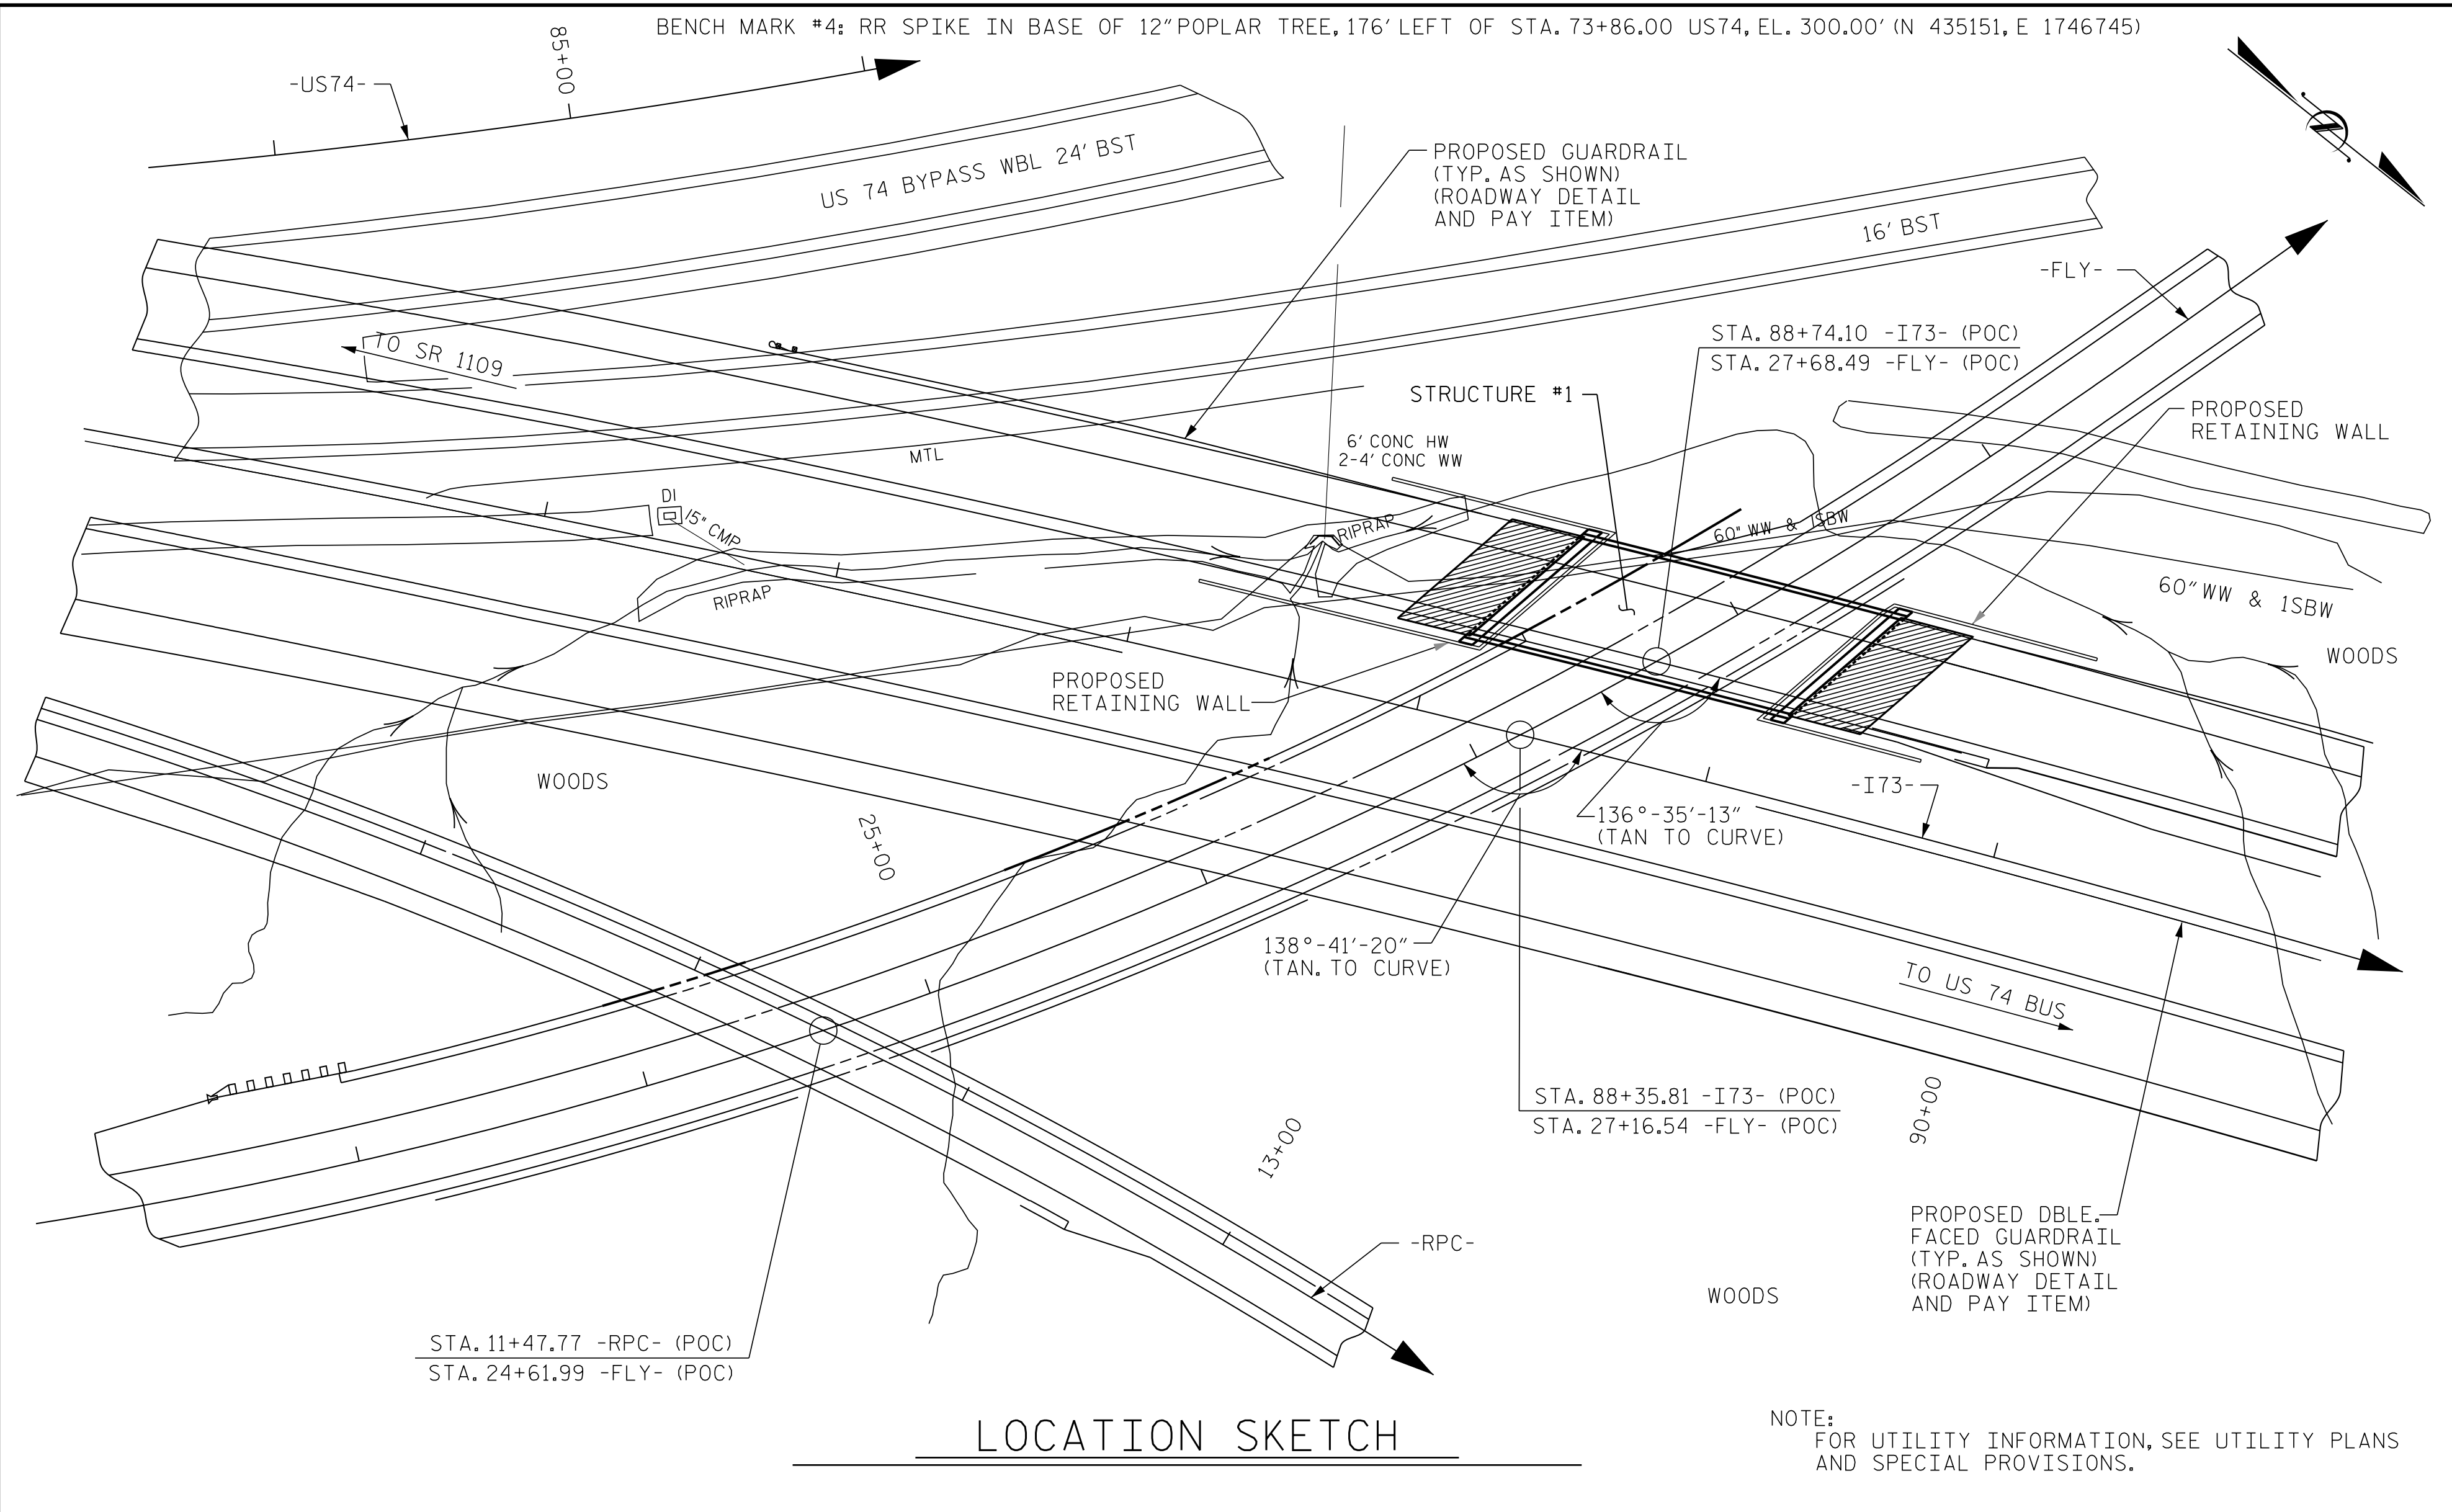 BENCH MARK #4: RR SPIKE IN BASE OF 12" POPLAR TREE, 176' LEFT OF STA. 73+86.00 US74, EL. 300.00' (N 435151, E 1746745)
-US74-
85+00
US 74 BYPASS WBL 24' BST
PROPOSED GUARDRAIL
(TYP. AS SHOWN)
(ROADWAY DETAIL
AND PAY ITEM)
N
16' BST
-FLY-
TO SR 1109
STA. 88+74.10 -I73- (POC)
STA. 27+68.49 -FLY- (POC)
STRUCTURE #1
PROPOSED
RETAINING WALL
6' CONC HW
2-4' CONC WW
MTL
DI
15" CMP
RIPRAP
60" WW & 1SBW
RIPRAP
60" WW & 1SBW
WOODS
PROPOSED
RETAINING WALL
WOODS
-I73-
136°-35'-13"
(TAN TO CURVE)
25+00
138°-41'-20"
(TAN. TO CURVE)
TO US 74 BUS
STA. 88+35.81 -I73- (POC)
STA. 27+16.54 -FLY- (POC)
90+00
13+00
PROPOSED DBLE.
FACED GUARDRAIL
(TYP. AS SHOWN)
(ROADWAY DETAIL
AND PAY ITEM)
-RPC-
WOODS
STA. 11+47.77 -RPC- (POC)
STA. 24+61.99 -FLY- (POC)
LOCATION SKETCH
NOTE:
FOR UTILITY INFORMATION, SEE UTILITY PLANS
AND SPECIAL PROVISIONS.